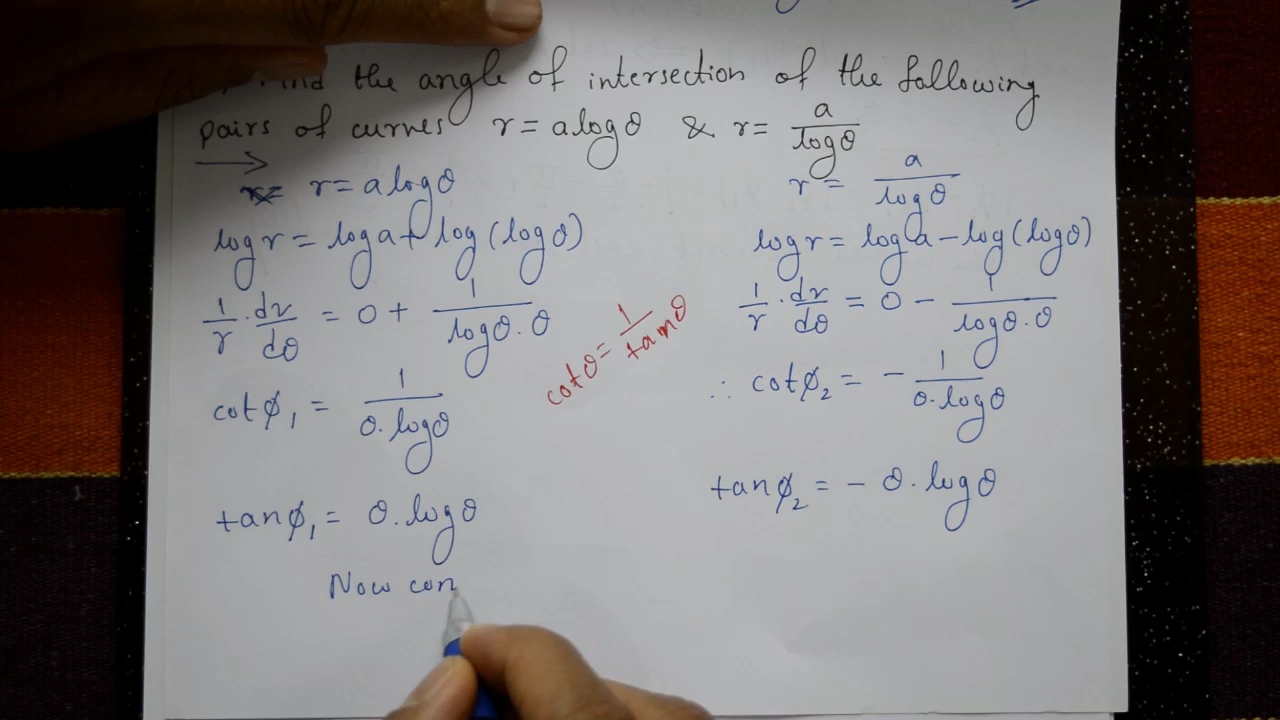 the angle of intersection of the following
pairs of curves r = a log θ & r = a/log θ
r = a log θ
log r = log a + log (log θ)
1/r . dr/dθ = 0 + 1/(log θ . θ)
cot φ₁ = 1/(θ. log θ)
tan φ₁ = θ. log θ
Now con
cot θ = 1/tan θ
r = a/log θ
log r = log a − log (log θ)
1/r . dr/dθ = 0 − 1/(log θ . θ)
∴ cot φ₂ = − 1/(θ. log θ)
tan φ₂ = − θ. log θ